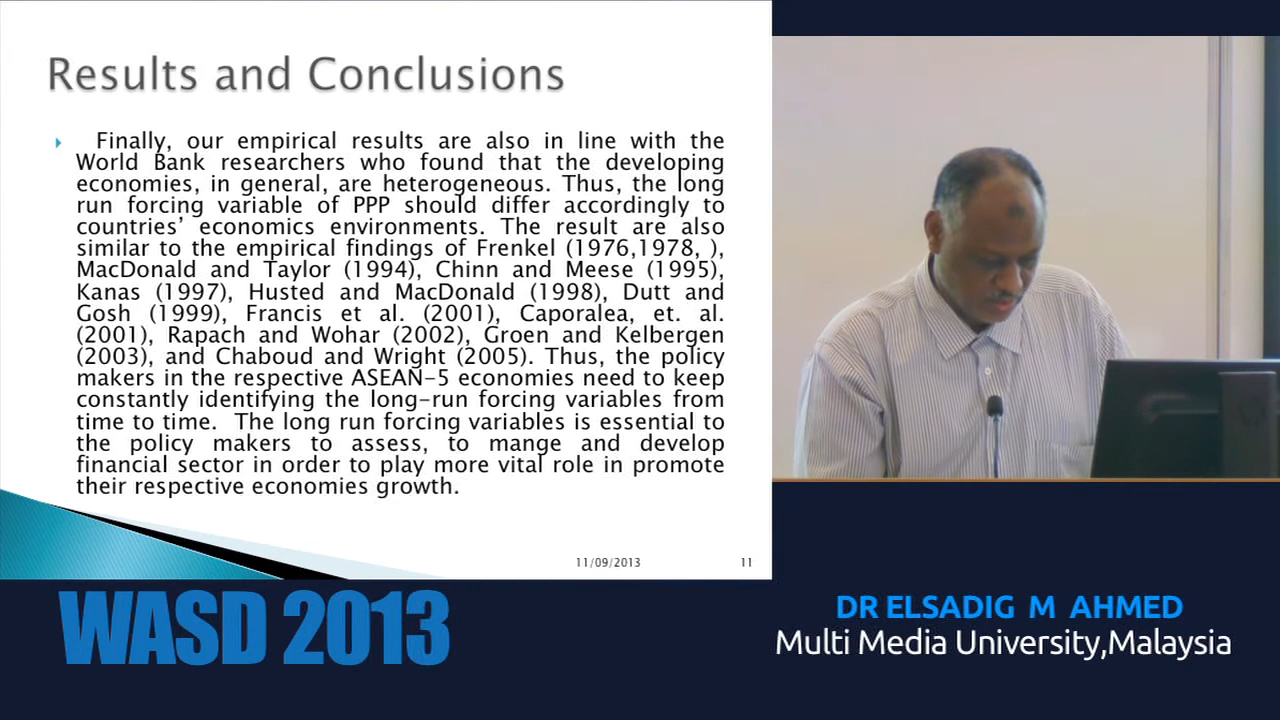 Results and Conclusions
Finally, our empirical results are also in line with the
World Bank researchers who found that the developing
economies, in general, are heterogeneous. Thus, the long
run forcing variable of PPP should differ accordingly to
countries’ economics environments. The result are also
similar to the empirical findings of Frenkel (1976,1978, ),
MacDonald and Taylor (1994), Chinn and Meese (1995),
Kanas (1997), Husted and MacDonald (1998), Dutt and
Gosh (1999), Francis et al. (2001), Caporalea, et. al.
(2001), Rapach and Wohar (2002), Groen and Kelbergen
(2003), and Chaboud and Wright (2005). Thus, the policy
makers in the respective ASEAN-5 economies need to keep
constantly identifying the long-run forcing variables from
time to time. The long run forcing variables is essential to
the policy makers to assess, to mange and develop
financial sector in order to play more vital role in promote
their respective economies growth.
11/09/2013 11
WASD 2013
DR ELSADIG M AHMED
Multi Media University,Malaysia